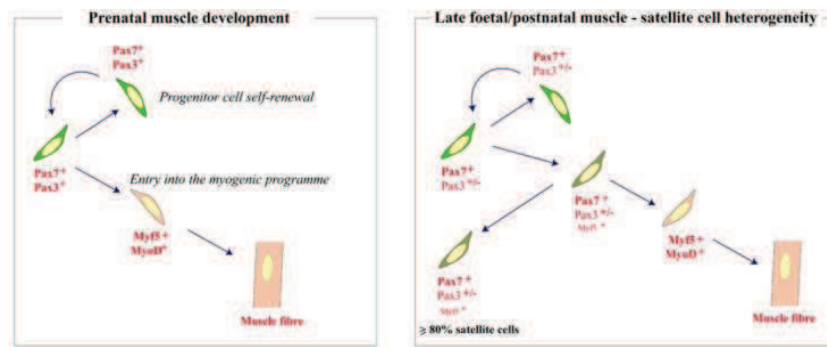 Prenatal muscle development
Pax7+
Pax3+
Progenitor cell self-renewal
Pax7+
Pax3+
Entry into the myogenic programme
Myf5+
MyoD+
Muscle fibre
Late foetal/postnatal muscle - satellite cell heterogeneity
Pax7+
Pax3+/-
Pax7+
Pax3+/-
Pax7+
Pax3+/-
Myf5+
Myf5+
MyoD+
Pax7+
Pax3+/-
Muscle fibre
≥ 80% satellite cells